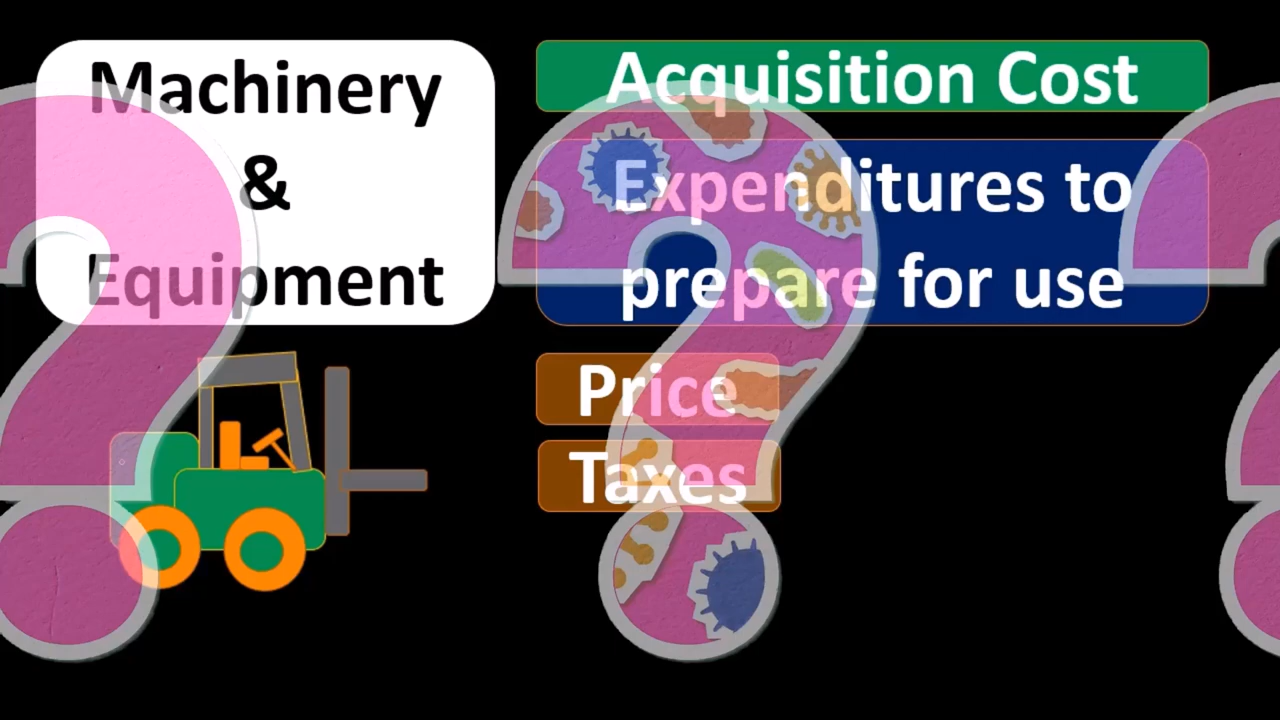 Machinery
&
Equipment
Acquisition Cost
Expenditures to
prepare for use
Price
Taxes